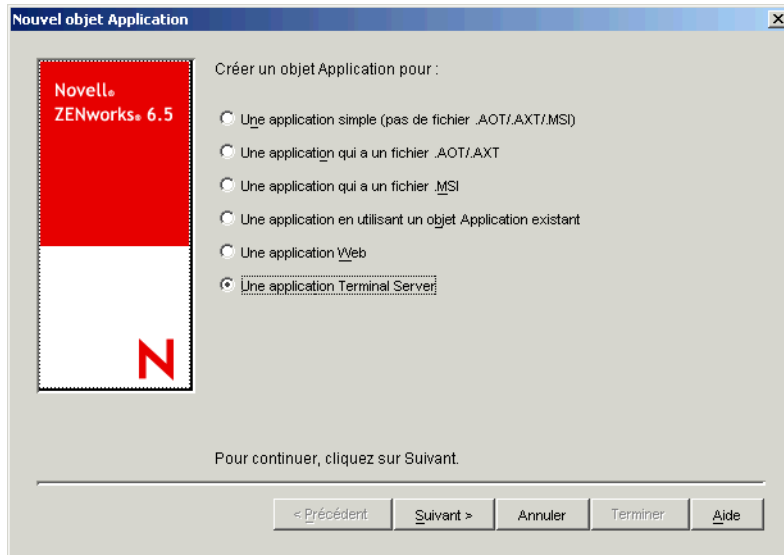 Nouvel objet Application
Novell®
ZENworks® 6.5
Créer un objet Application pour :
Une application simple (pas de fichier .AOT/.AXT/.MSI)
Une application qui a un fichier .AOT/.AXT
Une application qui a un fichier .MSI
Une application en utilisant un objet Application existant
Une application Web
Une application Terminal Server
N
Pour continuer, cliquez sur Suivant.
< Précédent
Suivant >
Annuler
Terminer
Aide